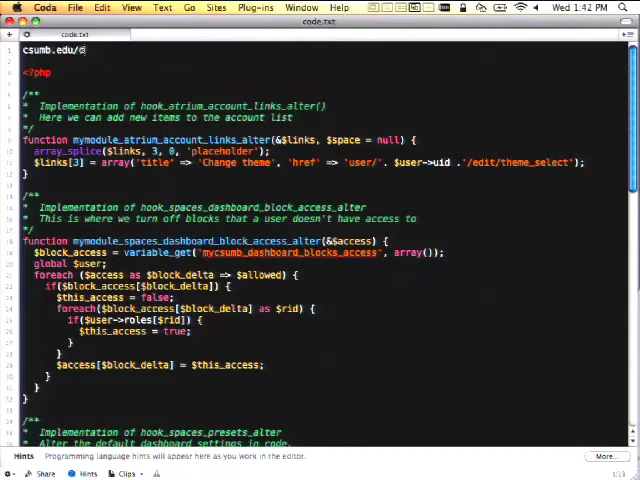 Coda File Edit View Text Go Sites Plug-ins Window Help Wed 1:42 PM
code.txt
code.txt
csumb.edu/d
<?php
/**
* Implementation of hook_atrium_account_links_alter()
* Here we can add new items to the account list
*/
function mymodule_atrium_account_links_alter(&$links, $space = null) {
array_splice($links, 3, 0, 'placeholder');
$links[3] = array('title" => 'Change theme', 'href' => 'user/'. $user->uid .'/edit/theme_select');
}
/**
* Implementation of hook_spaces_dashboard_block_access_alter
* This is where we turn off blocks that a user doesn't have access to
*/
function mymodule_spaces_dashboard_block_access_alter(&$access) {
$block_access = variable_get('mycsumb_dashboard_blocks_access', array());
global $user;
foreach ($access as $block_delta => $allowed) {
if($block_access[$block_delta]) {
$this_access = false;
foreach($block_access[$block_delta] as $rid) {
if($user->roles[$rid]) {
$this_access = true;
}
}
$access[$block_delta] = $this_access;
}
}
}
/**
* Implementation of hook_spaces_presets_alter
* Alter the default dashboard settings in code.
Hints Programming language hints will appear here as you work in the editor. More...
Share Hints Clips